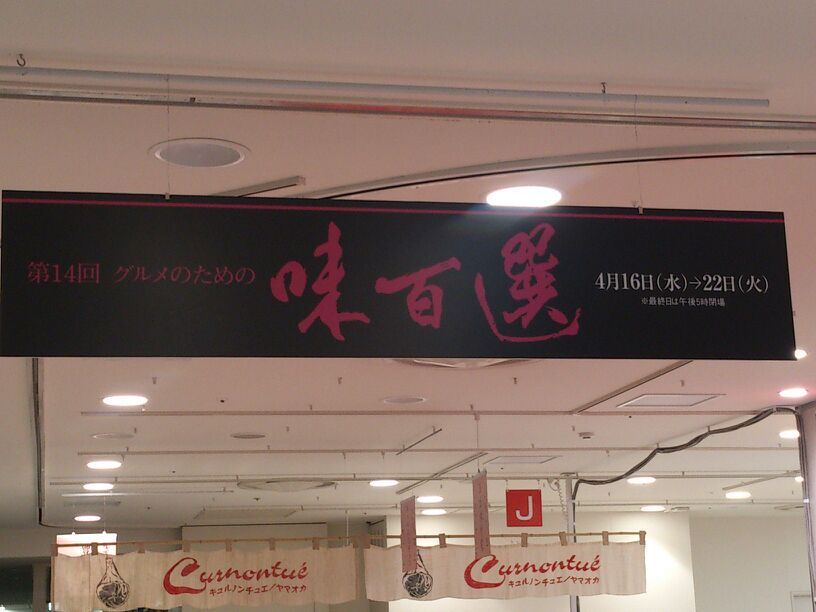 第14回 グルメのための 味百選 4月16日(水)→22日(火)
※最終日は午後5時閉場
J
Curnontué Curnontué
キュルノンチュエ/ヤマオカ キュルノンチュエ/ヤマオカ